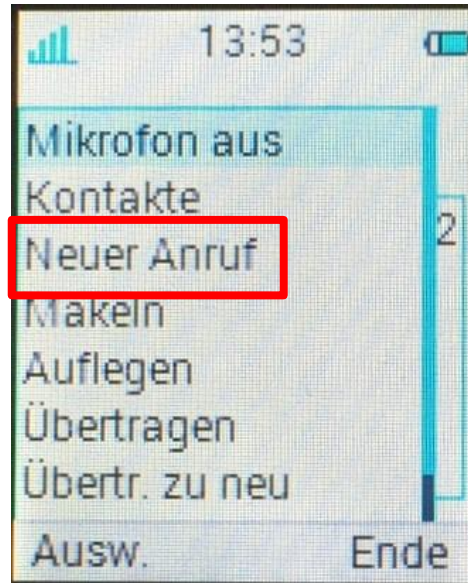 13:53
Mikrofon aus
Kontakte
2
Neuer Anruf
Makeln
Auflegen
Übertragen
Übertr. zu neu
Ausw. Ende